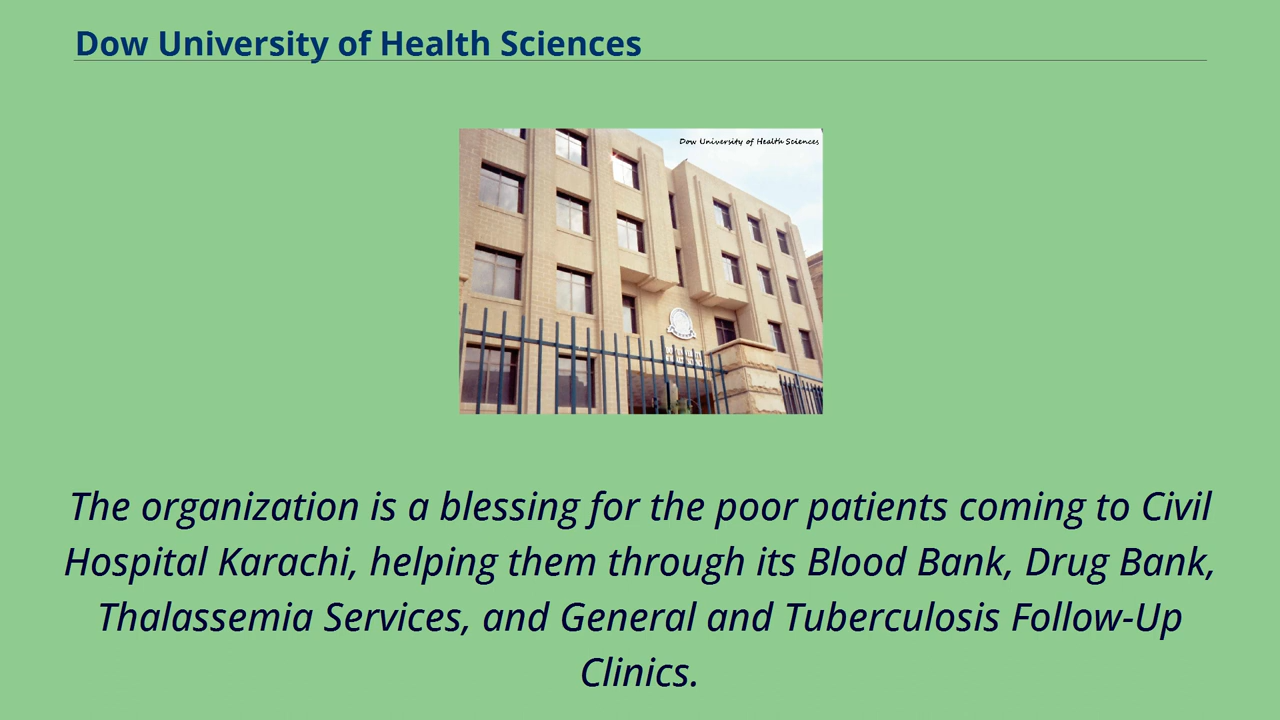 Dow University of Health Sciences
Dow University of Health Sciences
The organization is a blessing for the poor patients coming to Civil
Hospital Karachi, helping them through its Blood Bank, Drug Bank,
Thalassemia Services, and General and Tuberculosis Follow-Up
Clinics.